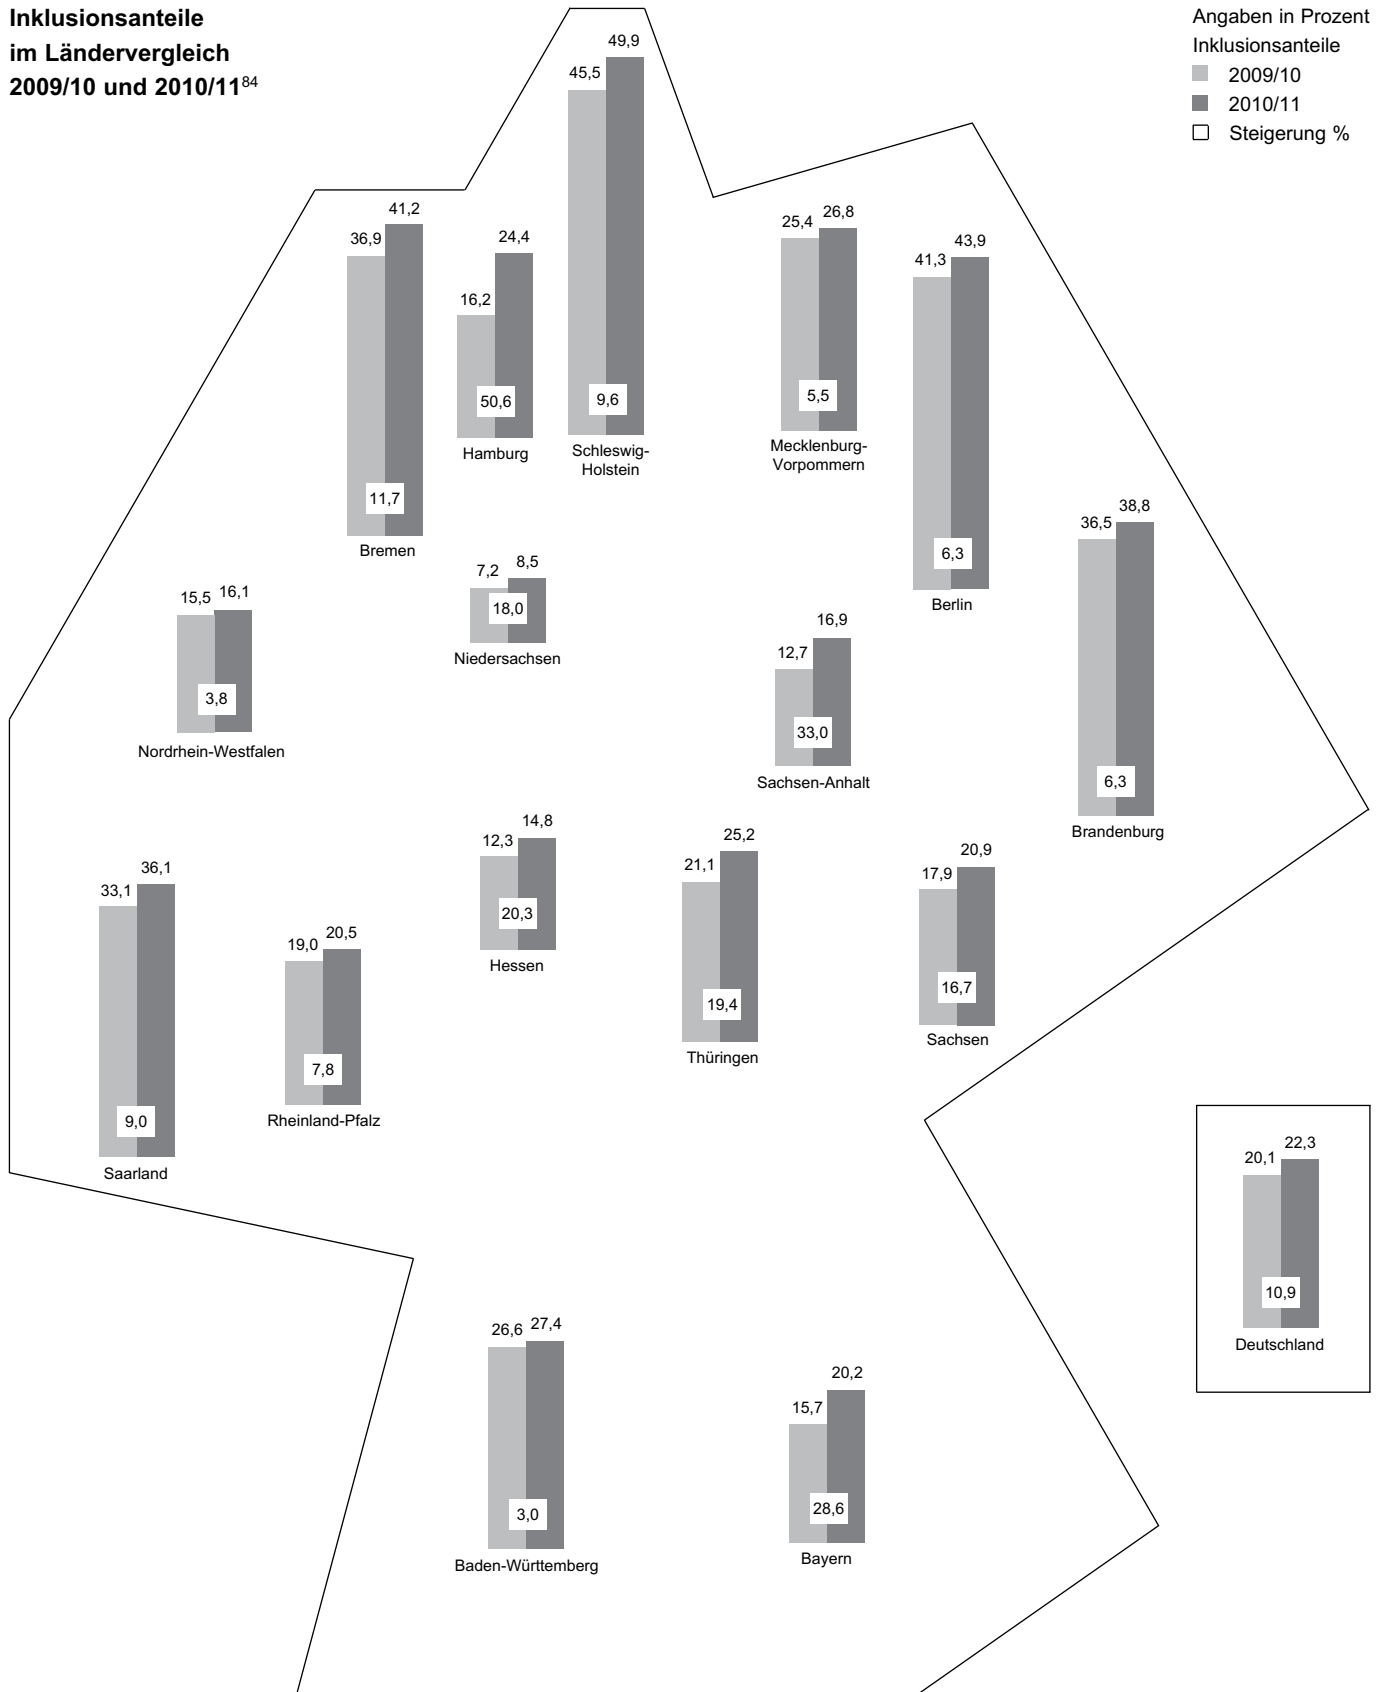 Inklusionsanteile
im Ländervergleich
2009/10 und 2010/11⁸⁴
Angaben in Prozent
Inklusionsanteile
2009/10
2010/11
Steigerung %
45,5 49,9
9,6
Schleswig-
Holstein
36,9 41,2
11,7
Bremen
16,2 24,4
50,6
Hamburg
25,4 26,8
5,5
Mecklenburg-
Vorpommern
41,3 43,9
6,3
Berlin
36,5 38,8
6,3
Brandenburg
15,5 16,1
3,8
Nordrhein-Westfalen
7,2 8,5
18,0
Niedersachsen
12,7 16,9
33,0
Sachsen-Anhalt
33,1 36,1
9,0
Saarland
19,0 20,5
7,8
Rheinland-Pfalz
12,3 14,8
20,3
Hessen
21,1 25,2
19,4
Thüringen
17,9 20,9
16,7
Sachsen
20,1 22,3
10,9
Deutschland
26,6 27,4
3,0
Baden-Württemberg
15,7 20,2
28,6
Bayern